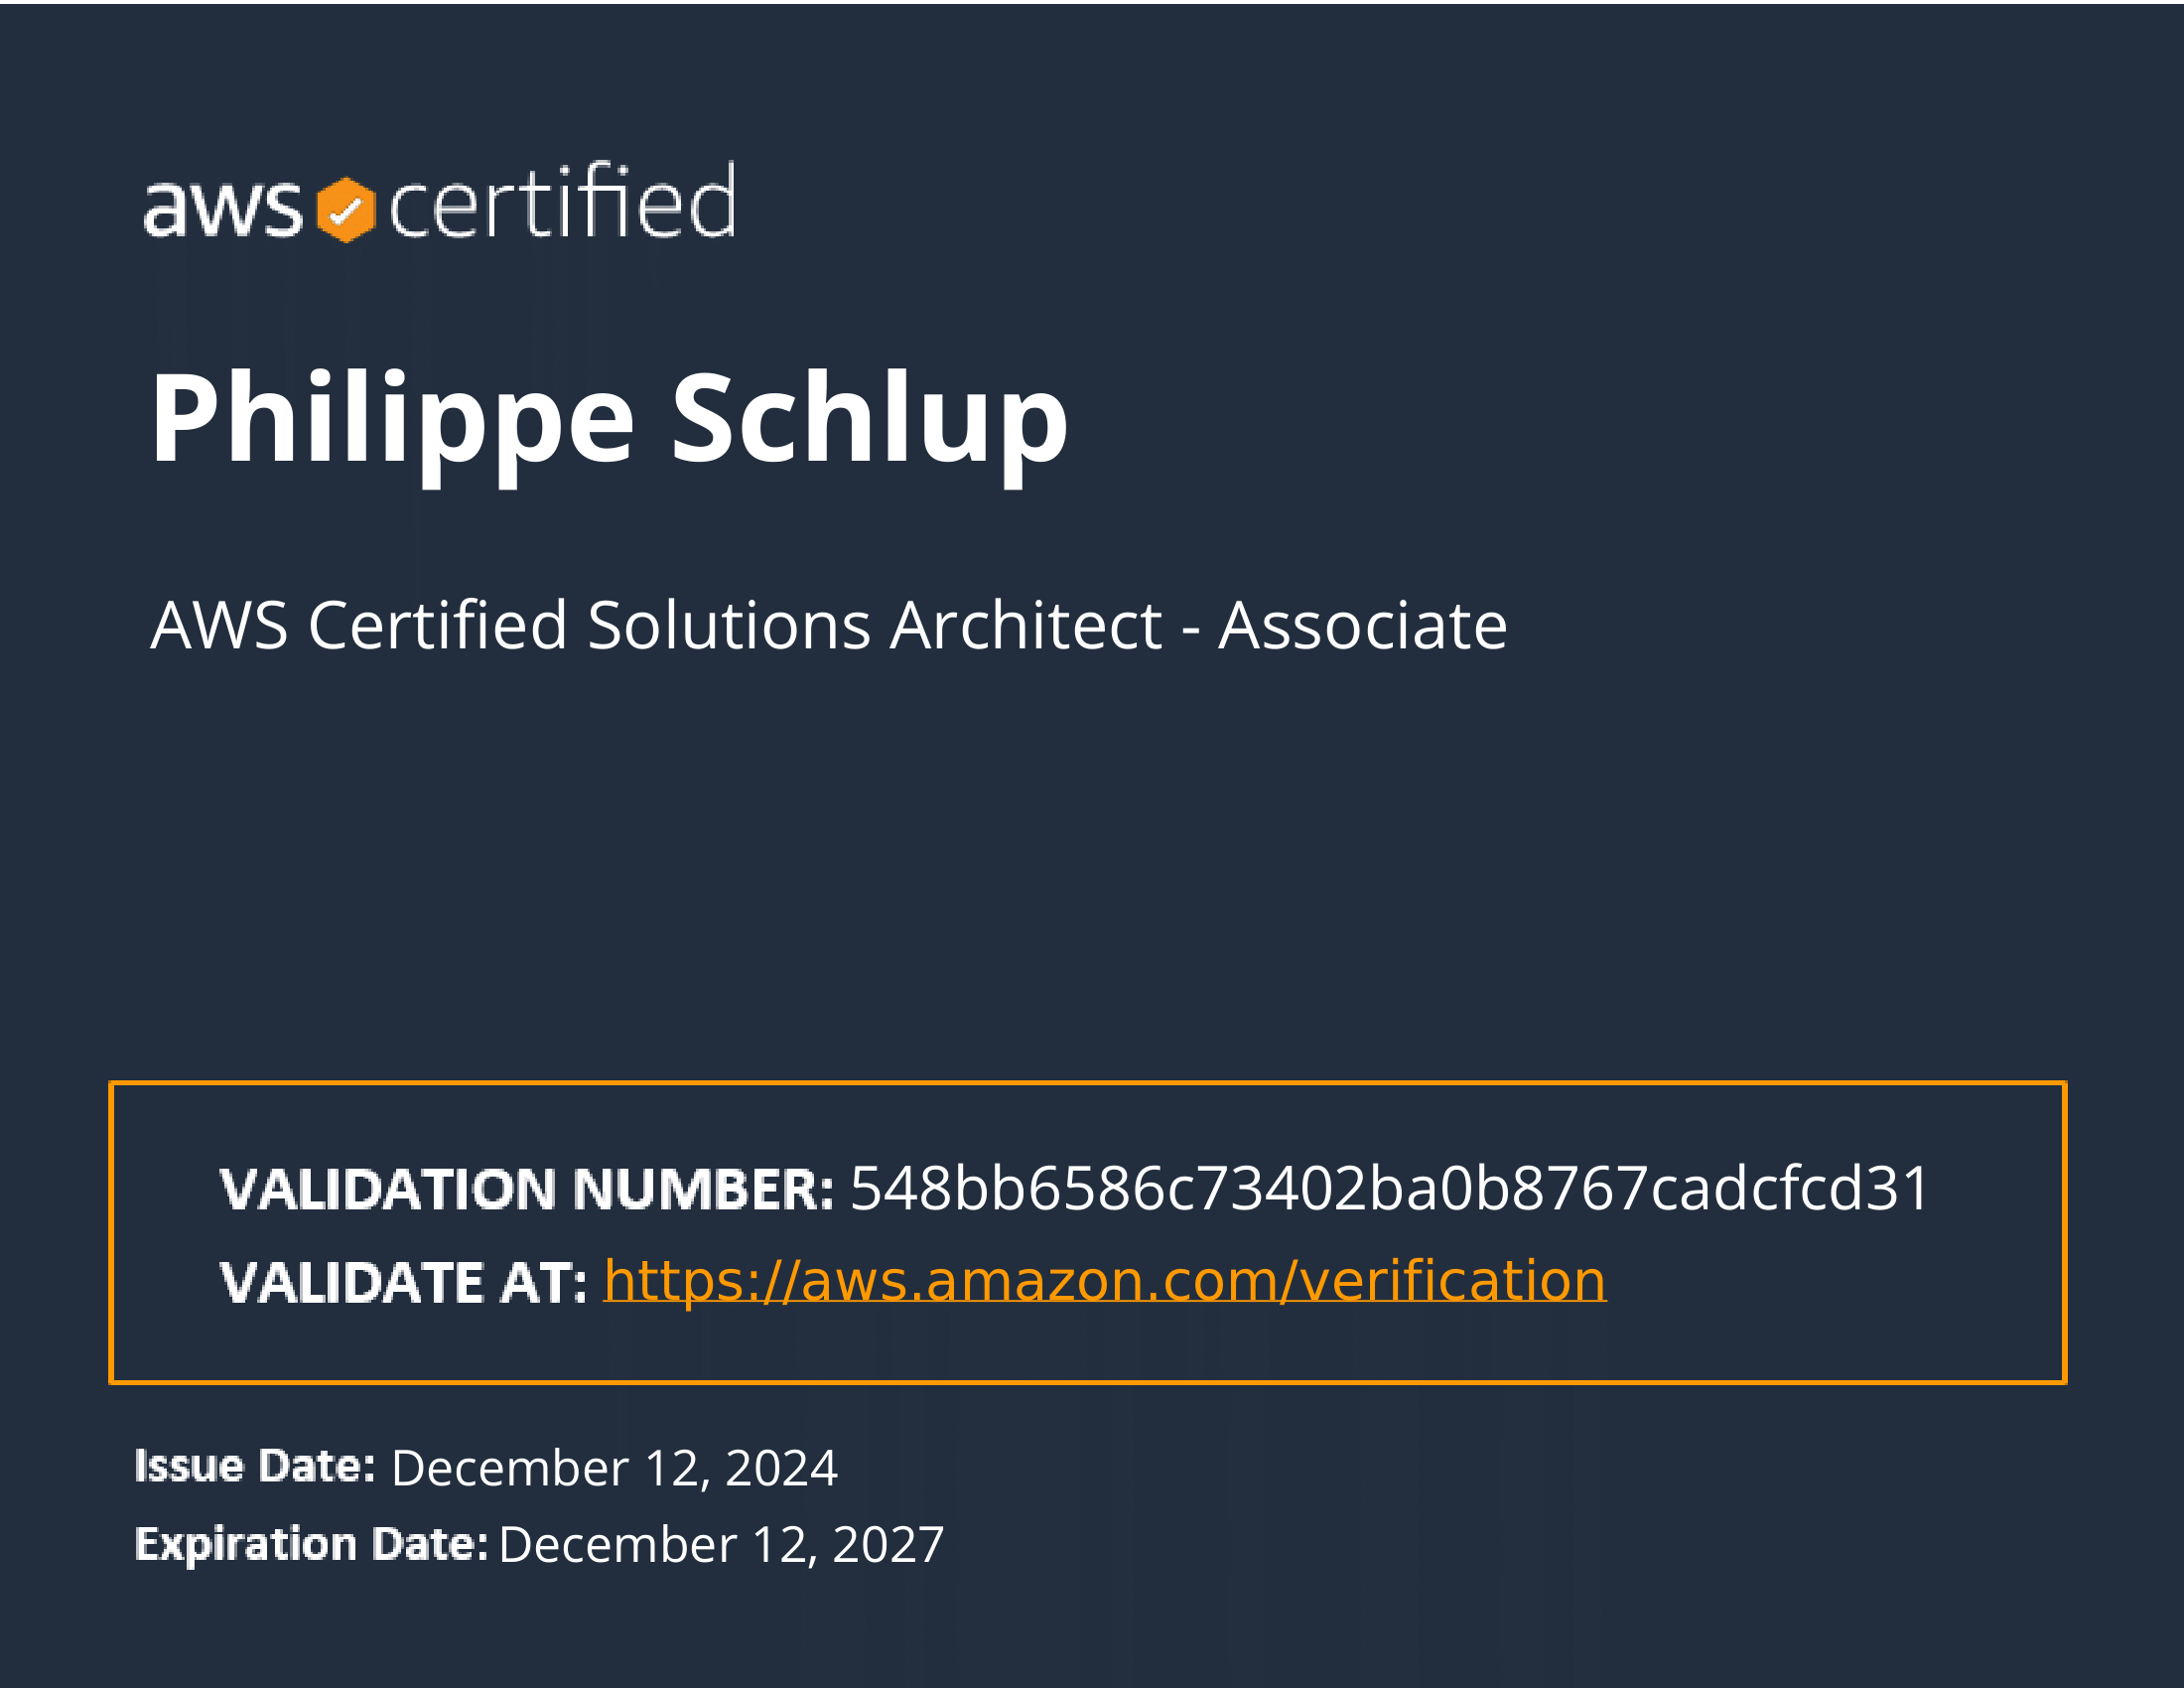 aws certified
Philippe Schlup
AWS Certified Solutions Architect - Associate
VALIDATION NUMBER: 548bb6586c73402ba0b8767cadcfcd31
VALIDATE AT: https://aws.amazon.com/verification
Issue Date: December 12, 2024
Expiration Date: December 12, 2027